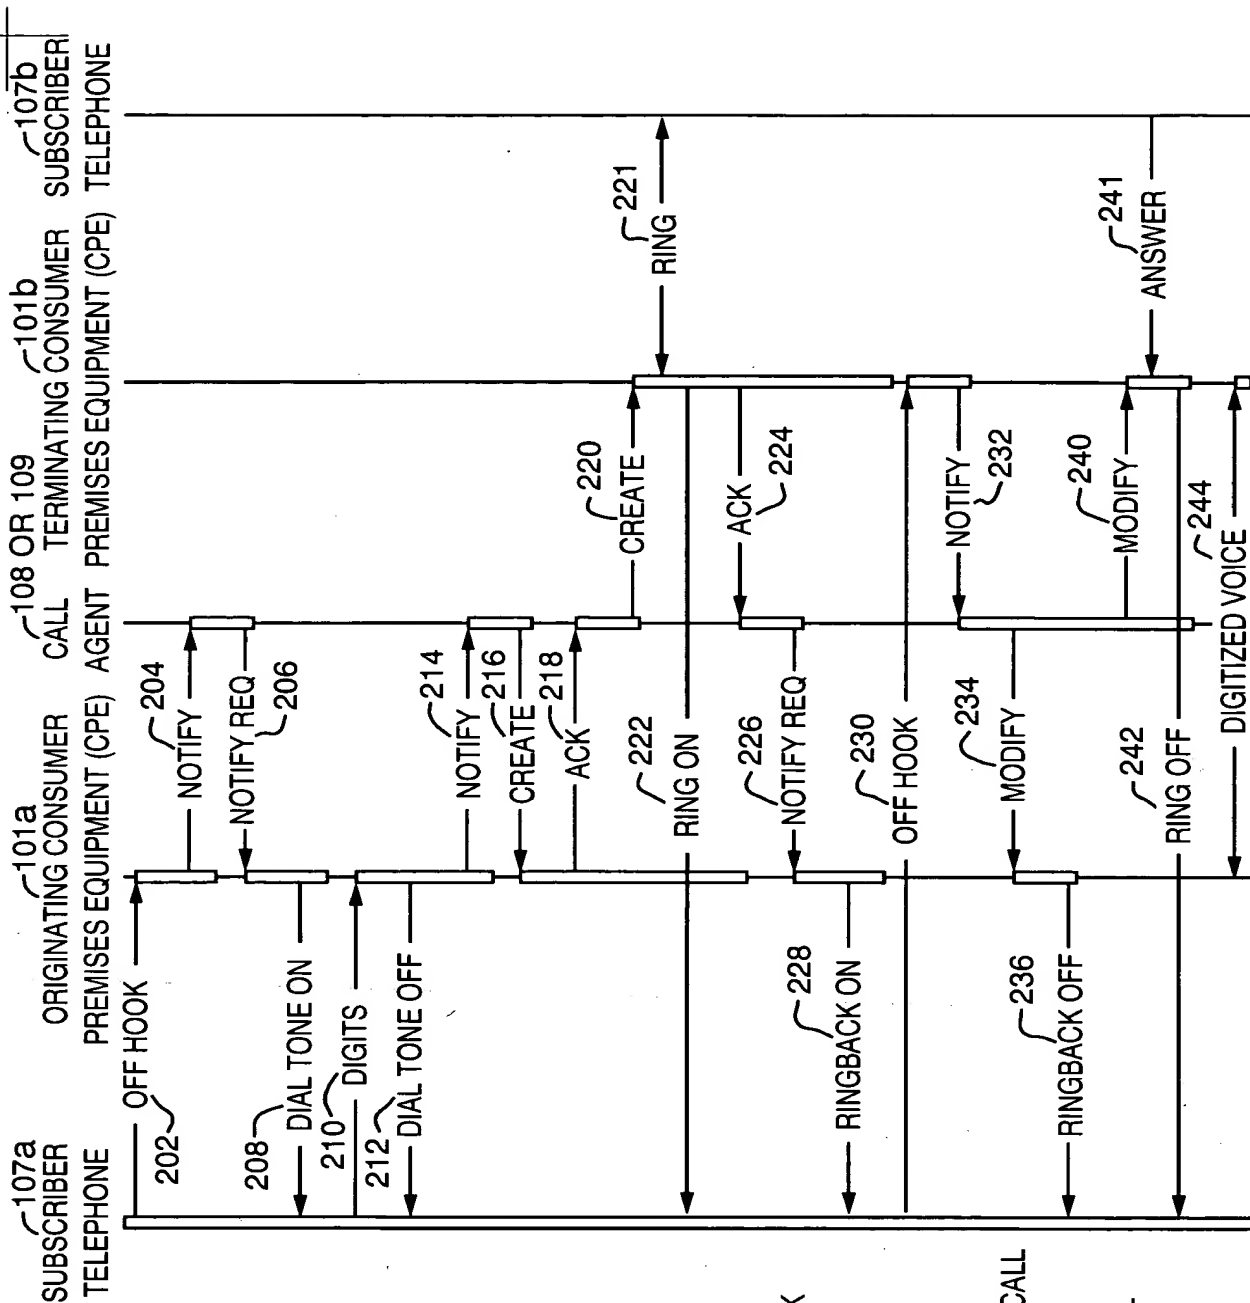 107a
SUBSCRIBER
TELEPHONE
101a
ORIGINATING CONSUMER
PREMISES EQUIPMENT (CPE)
108 OR 109
CALL
AGENT
101b
TERMINATING CONSUMER
PREMISES EQUIPMENT (CPE)
107b
SUBSCRIBER
TELEPHONE
OFF HOOK
202
204
NOTIFY
NOTIFY REQ
206
208
DIAL TONE ON
210
DIGITS
212
DIAL TONE OFF
214
NOTIFY
216
CREATE
218
ACK
220
CREATE
221
RING
222
RING ON
ACK
224
226
NOTIFY REQ
228
RINGBACK ON
230
OFF HOOK
NOTIFY
232
234
MODIFY
236
RINGBACK OFF
240
MODIFY
241
ANSWER
242
RING OFF
244
DIGITIZED VOICE
K
CALL